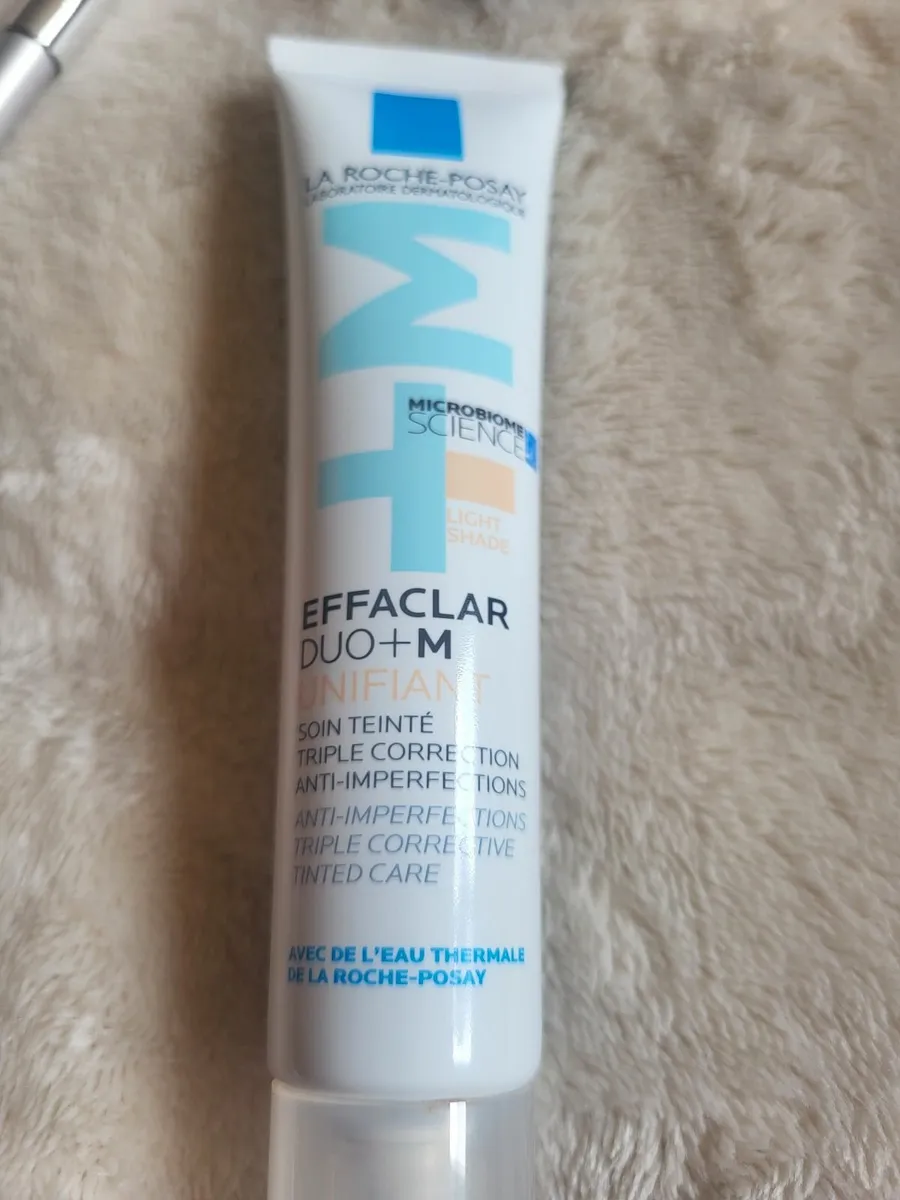 LA ROCHE-POSAY
LABORATOIRE DERMATOLOGIQUE
+M
MICROBIOME
SCIENCE
LIGHT
SHADE
EFFACLAR
DUO+M
UNIFIANT
SOIN TEINTÉ
TRIPLE CORRECTION
ANTI-IMPERFECTIONS
ANTI-IMPERFECTIONS
TRIPLE CORRECTIVE
TINTED CARE
AVEC DE L'EAU THERMALE
DE LA ROCHE-POSAY